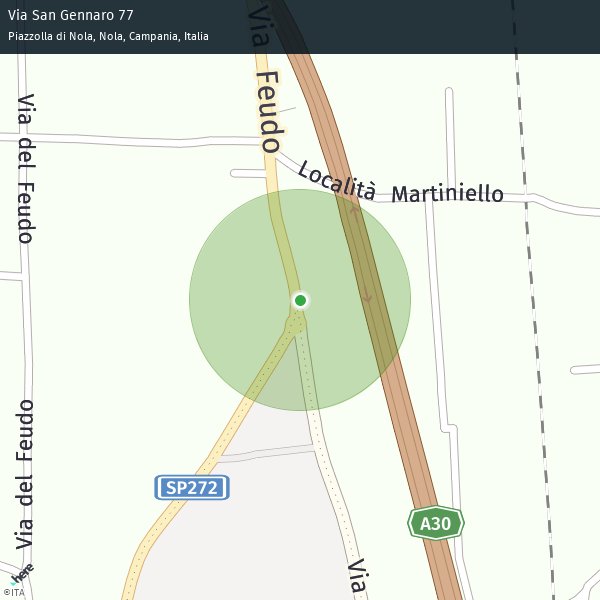 Via San Gennaro 77
Piazzolla di Nola, Nola, Campania, Italia
Via Feudo
Via del Feudo
Località Martiniello
Via del Feudo
SP272
A30
Via
here
©ITA